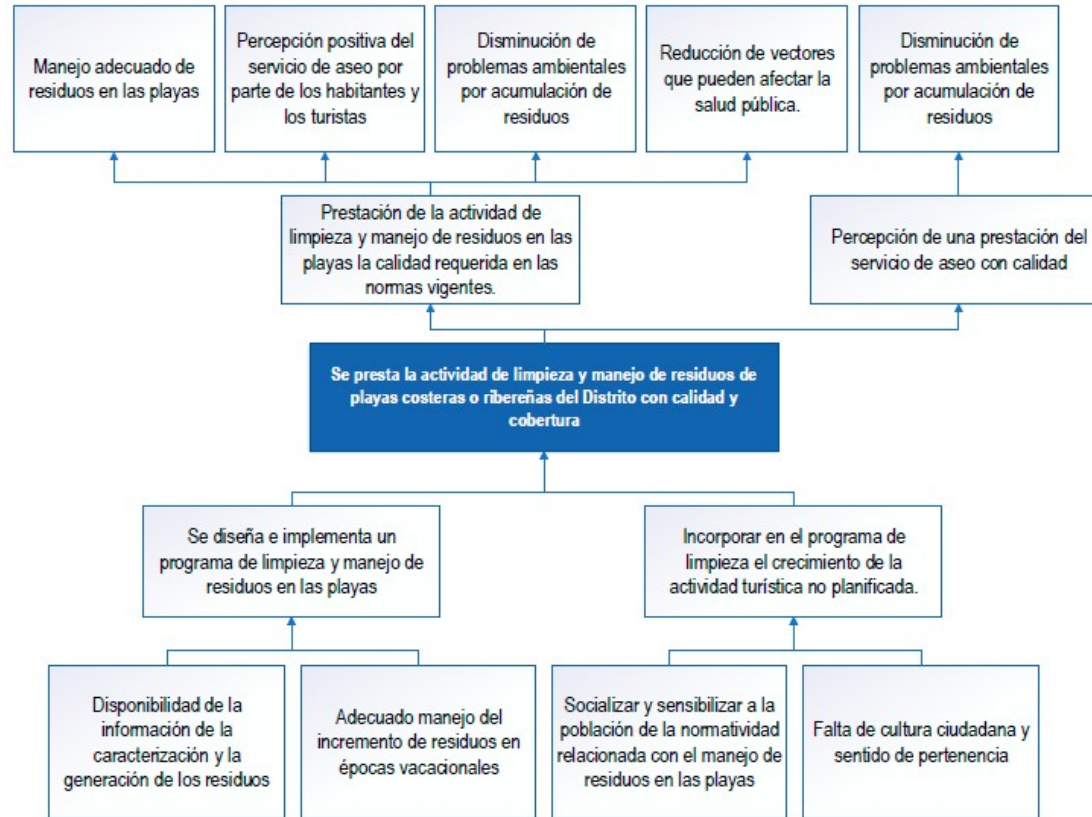 Manejo adecuado de
residuos en las playas
Percepción positiva del
servicio de aseo por
parte de los habitantes y
los turistas
Disminución de
problemas ambientales
por acumulación de
residuos
Reducción de vectores
que pueden afectar la
salud pública.
Disminución de
problemas ambientales
por acumulación de
residuos
Prestación de la actividad de
limpieza y manejo de residuos en las
playas la calidad requerida en las
normas vigentes.
Percepción de una prestación del
servicio de aseo con calidad
Se presta la actividad de limpieza y manejo de residuos de
playas costeras o ribereñas del Distrito con calidad y
cobertura
Se diseña e implementa un
programa de limpieza y manejo de
residuos en las playas
Incorporar en el programa de
limpieza el crecimiento de la
actividad turística no planificada.
Disponibilidad de la
información de la
caracterización y la
generación de los residuos
Adecuado manejo del
incremento de residuos en
épocas vacacionales
Socializar y sensibilizar a la
población de la normatividad
relacionada con el manejo de
residuos en las playas
Falta de cultura ciudadana y
sentido de pertenencia